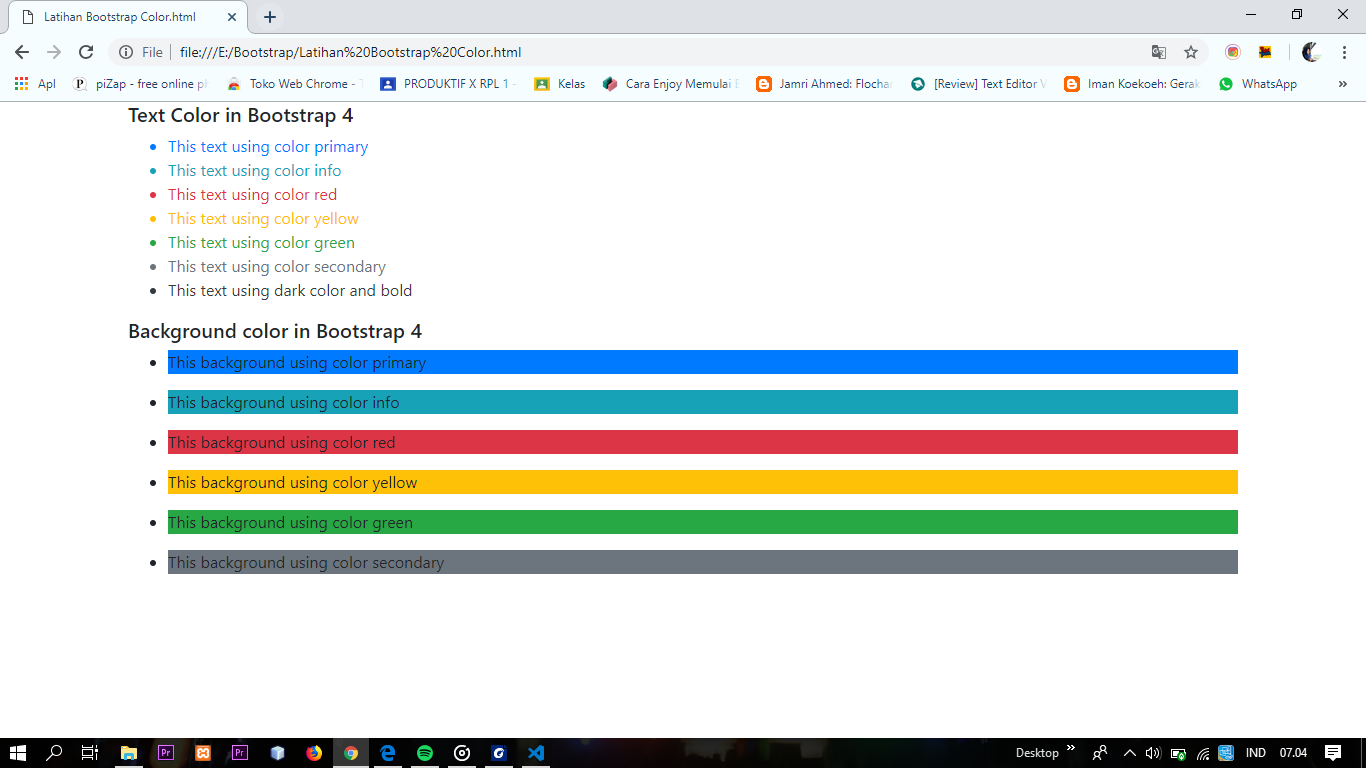 Latihan Bootstrap Color.html
File file:///E:/Bootstrap/Latihan%20Bootstrap%20Color.html
Apl piZap - free online ph Toko Web Chrome - PRODUKTIF X RPL 1 - Kelas Cara Enjoy Memulai Jamri Ahmed: Flochar [Review] Text Editor V Iman Koekoeh: Gerak WhatsApp »
Text Color in Bootstrap 4
• This text using color primary
• This text using color info
• This text using color red
• This text using color yellow
• This text using color green
• This text using color secondary
• This text using dark color and bold
Background color in Bootstrap 4
• This background using color primary
• This background using color info
• This background using color red
• This background using color yellow
• This background using color green
• This background using color secondary
Pr Pr Desktop » IND 07.04